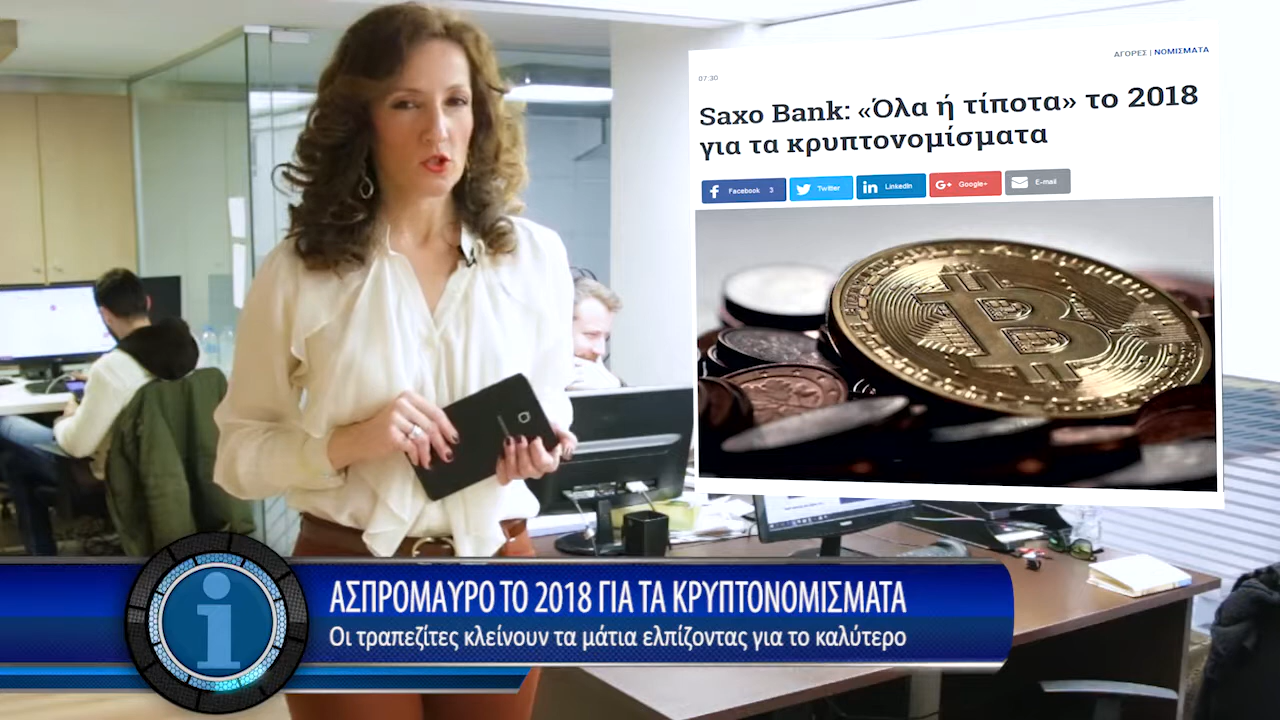 ΑΓΟΡΕΣ | ΝΟΜΙΣΜΑΤΑ
07:30
Saxo Bank: «Όλα ή τίποτα» το 2018
για τα κρυπτονομίσματα
Facebook 3
Twitter
LinkedIn
Google+
E-mail
ΑΣΠΡΟΜΑΥΡΟ ΤΟ 2018 ΓΙΑ ΤΑ ΚΡΥΠΤΟΝΟΜΙΣΜΑΤΑ
Οι τραπεζίτες κλείνουν τα μάτια ελπίζοντας για το καλύτερο